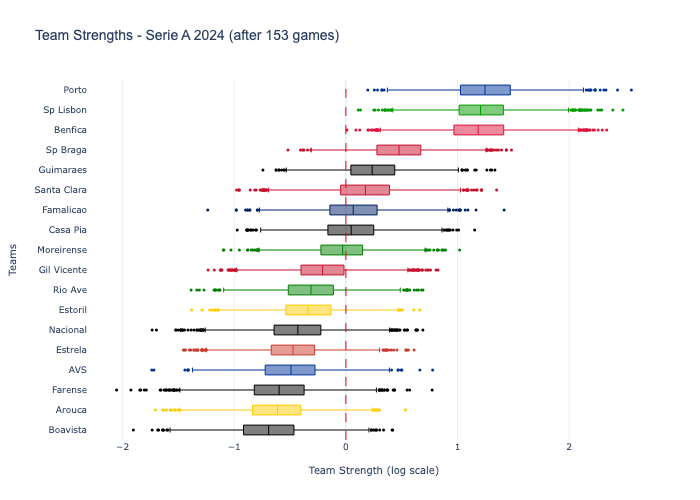 Team Strengths - Serie A 2024 (after 153 games)
Porto
Sp Lisbon
Benfica
Sp Braga
Guimaraes
Santa Clara
Famalicao
Casa Pia
Moreirense
Gil Vicente
Rio Ave
Estoril
Nacional
Estrela
AVS
Farense
Arouca
Boavista
Teams
−2
−1
0
1
2
Team Strength (log scale)